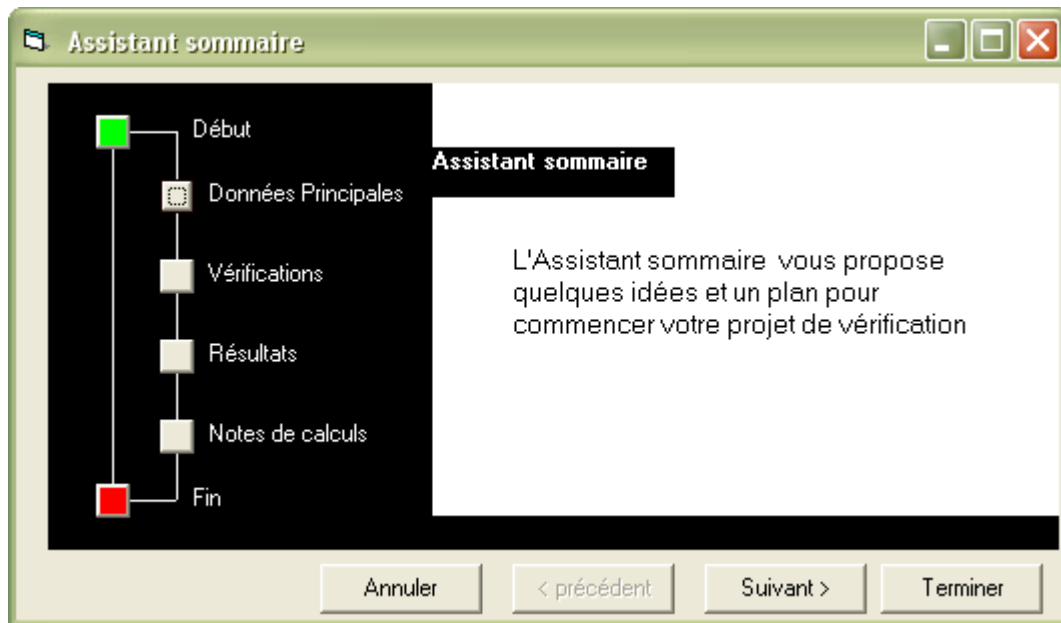 Assistant sommaire
Début
Données Principales
Vérifications
Résultats
Notes de calculs
Fin
Assistant sommaire
L'Assistant sommaire vous propose
quelques idées et un plan pour
commencer votre projet de vérification
Annuler
< précédent
Suivant >
Terminer